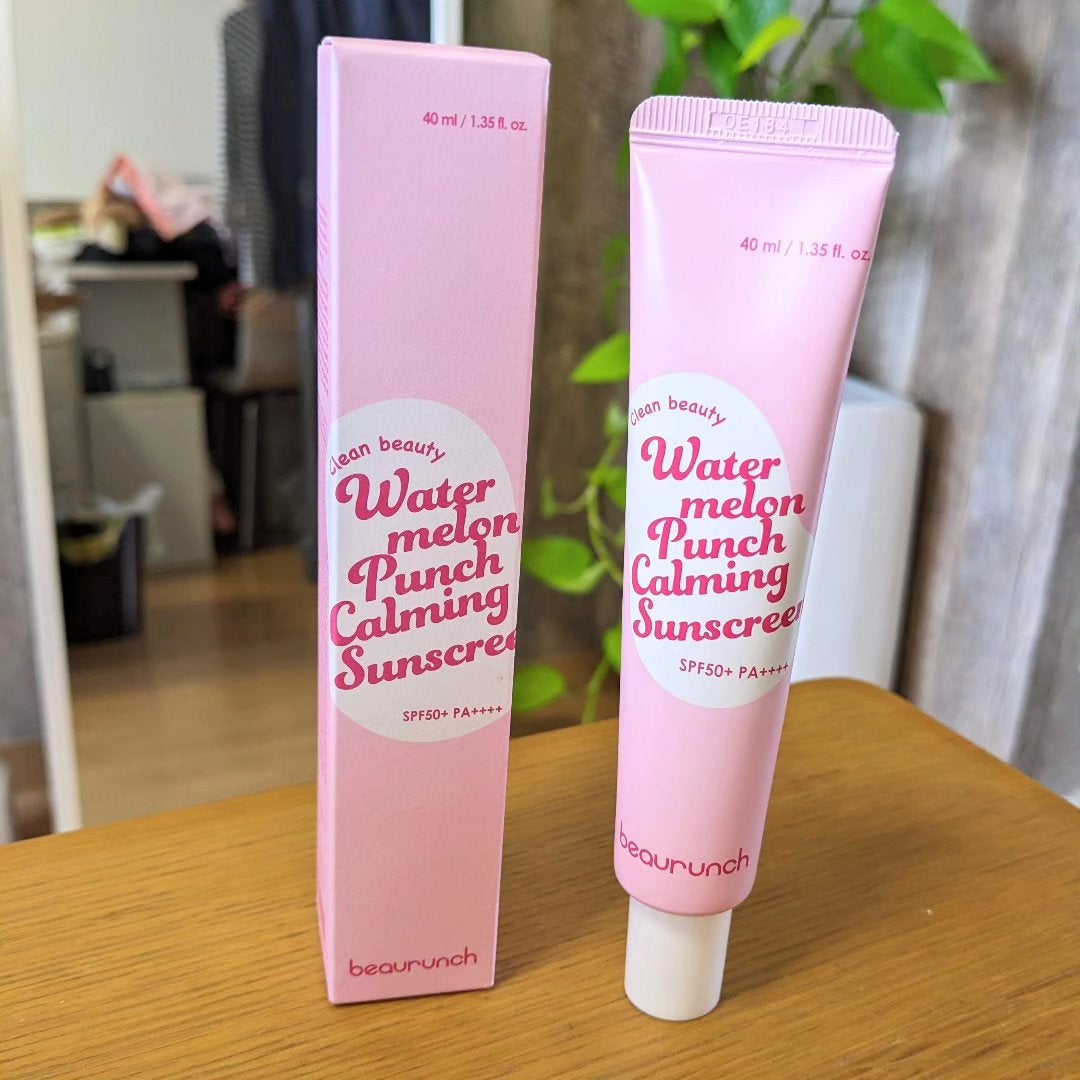 40 ml / 1.35 fl. oz.
Clean beauty
Water
melon
Punch
Calming
Sunscree
SPF50+ PA++++
beaurunch
OE184
40 ml / 1.35 fl. oz.
Clean beauty
Water
melon
Punch
Calming
Sunscreen
SPF50+ PA++++
beaurunch